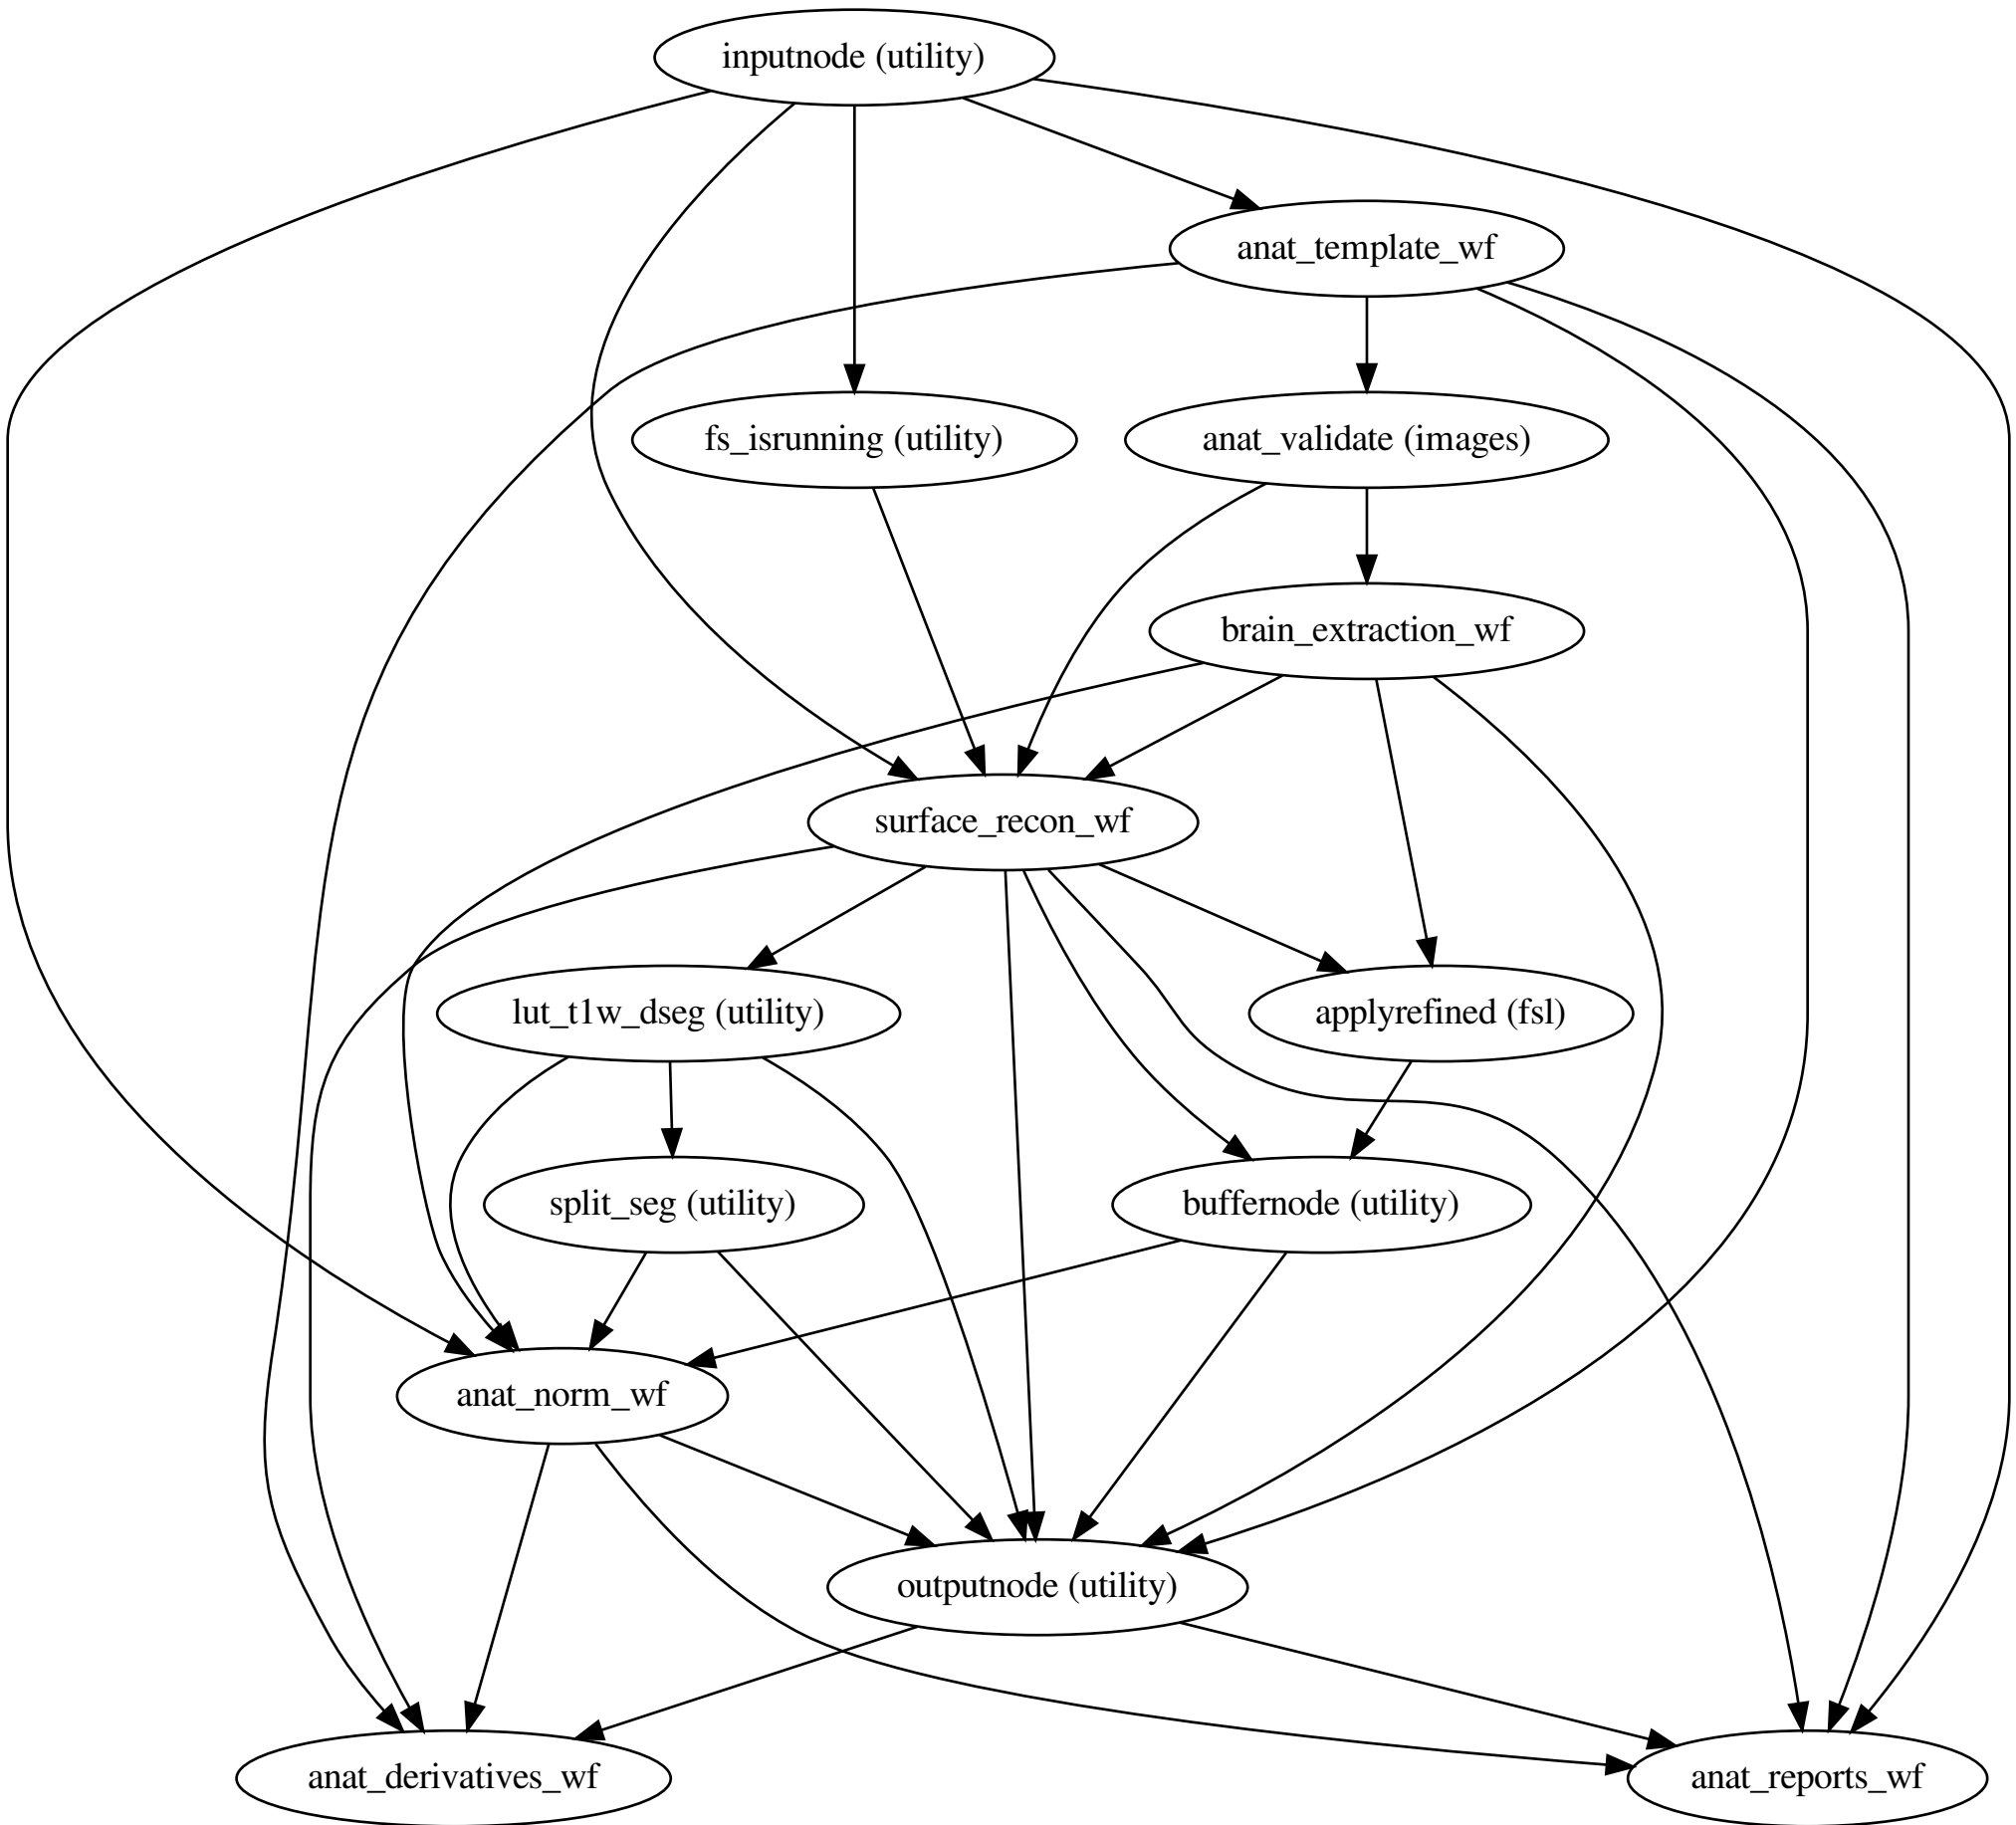 inputnode (utility)
anat_template_wf
fs_isrunning (utility)
anat_validate (images)
brain_extraction_wf
surface_recon_wf
lut_t1w_dseg (utility)
applyrefined (fsl)
split_seg (utility)
buffernode (utility)
anat_norm_wf
outputnode (utility)
anat_derivatives_wf
anat_reports_wf